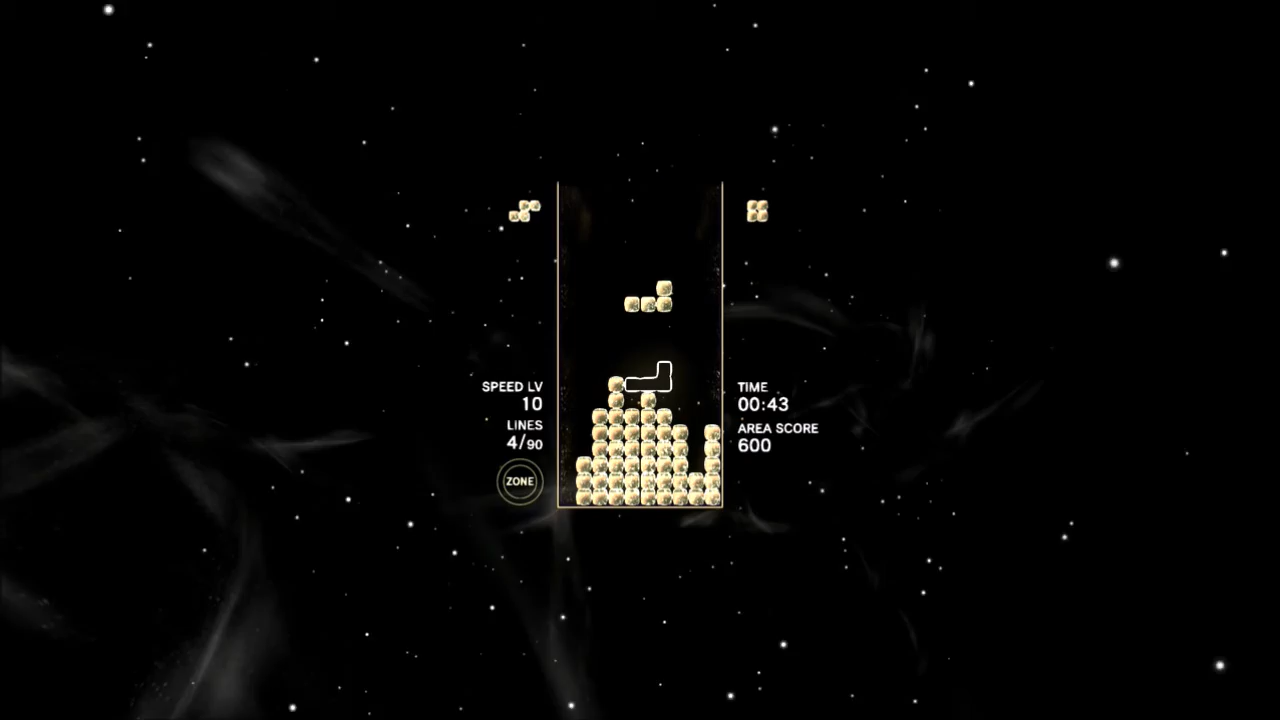 SPEED LV
10
LINES
4/90
ZONE
TIME
00:43
AREA SCORE
600